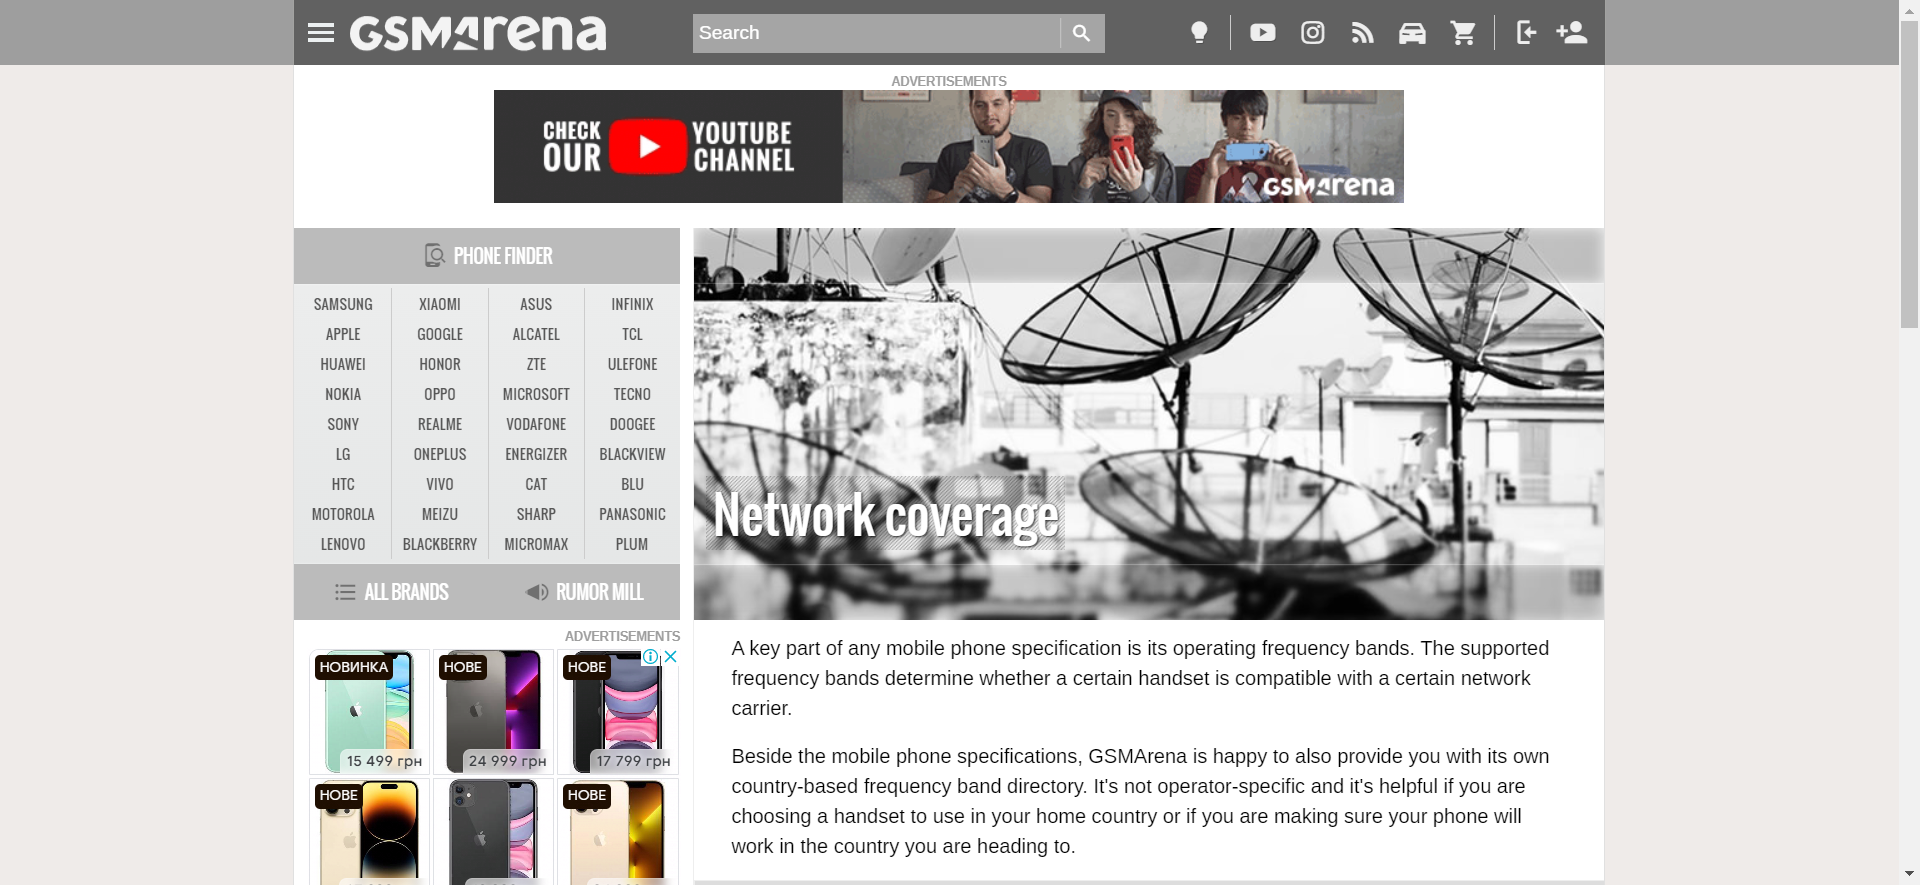 GSMArena
Search
ADVERTISEMENTS
CHECK OUR
YOUTUBE CHANNEL
GSMArena
PHONE FINDER
SAMSUNG XIAOMI ASUS INFINIX
APPLE GOOGLE ALCATEL TCL
HUAWEI HONOR ZTE ULEFONE
NOKIA OPPO MICROSOFT TECNO
SONY REALME VODAFONE DOOGEE
LG ONEPLUS ENERGIZER BLACKVIEW
HTC VIVO CAT BLU
MOTOROLA MEIZU SHARP PANASONIC
LENOVO BLACKBERRY MICROMAX PLUM
ALL BRANDS RUMOR MILL
ADVERTISEMENTS
НОВИНКА НОВЕ НОВЕ
15 499 грн 24 999 грн 17 799 грн
НОВЕ НОВЕ
Network coverage
A key part of any mobile phone specification is its operating frequency bands. The supported
frequency bands determine whether a certain handset is compatible with a certain network
carrier.
Beside the mobile phone specifications, GSMArena is happy to also provide you with its own
country-based frequency band directory. It's not operator-specific and it's helpful if you are
choosing a handset to use in your home country or if you are making sure your phone will
work in the country you are heading to.